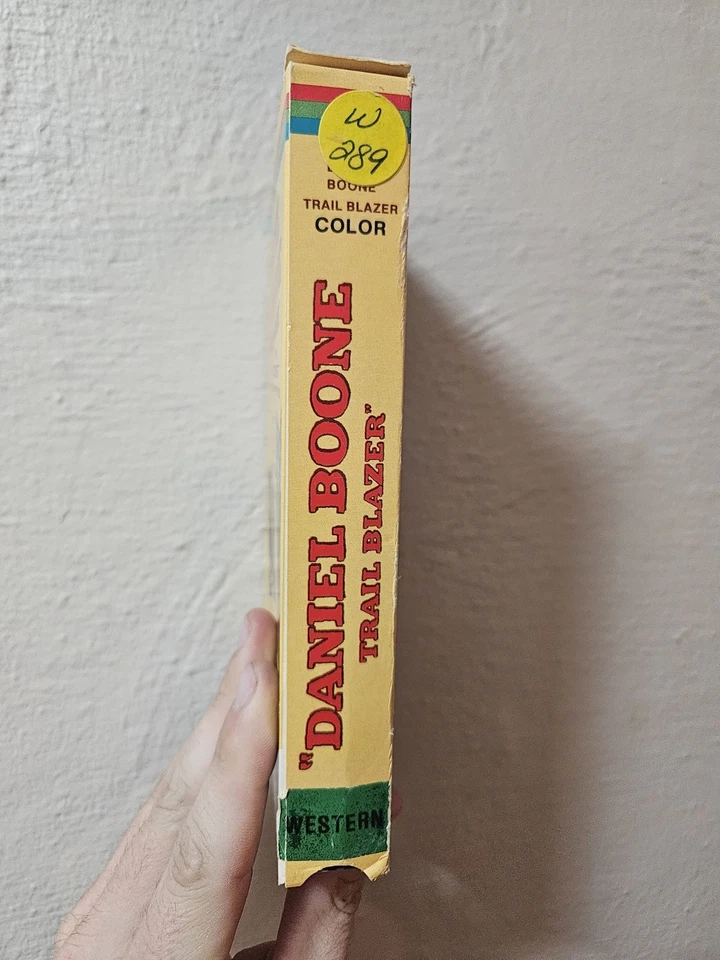 W
289
BOONE
TRAIL BLAZER
COLOR
"DANIEL BOONE
TRAIL BLAZER"
WESTERN